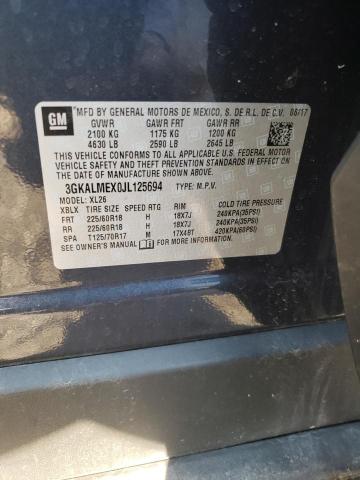 GM
MFD BY GENERAL MOTORS DE MEXICO, S. DE R.L. DE C.V. 08/17
GVWR GAWR FRT GAWR RR
2100 KG 1175 KG 1200 KG
4630 LB 2590 LB 2645 LB
THIS VEHICLE CONFORMS TO ALL APPLICABLE U.S. FEDERAL MOTOR
VEHICLE SAFETY AND THEFT PREVENTION STANDARDS IN EFFECT
ON THE DATE OF MANUFACTURE SHOWN ABOVE.
3GKALMEX0JL125694 TYPE: M.P.V.
MODEL: XL26
XBLX TIRE SIZE SPEED RTG RIM COLD TIRE PRESSURE
FRT 225/60R18 H 18X7J 240KPA(35PSI)
RR 225/60R18 H 18X7J 240KPA(35PSI)
SPA T125/70R17 M 17X4BT 420KPA(60PSI)
SEE OWNER'S MANUAL FOR ADDITIONAL INFORMATION.